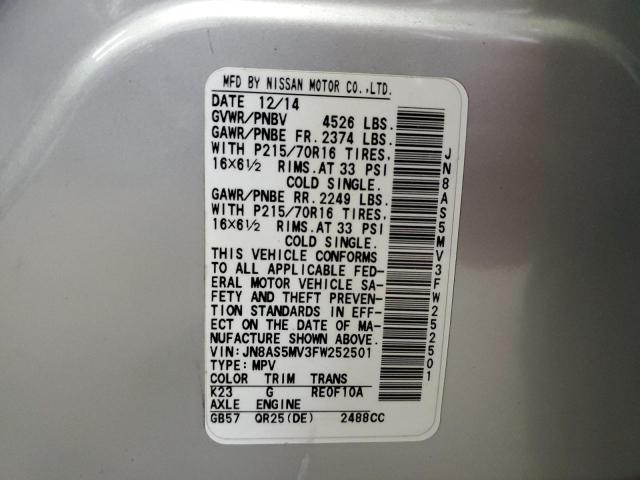 MFD BY NISSAN MOTOR CO.,LTD.
DATE 12/14
GVWR/PNBV 4526 LBS.
GAWR/PNBE FR. 2374 LBS.
WITH P215/70R16 TIRES,
16×6½ RIMS.AT 33 PSI
COLD SINGLE.
GAWR/PNBE RR. 2249 LBS.
WITH P215/70R16 TIRES,
16×6½ RIMS.AT 33 PSI
COLD SINGLE.
THIS VEHICLE CONFORMS
TO ALL APPLICABLE FED-
ERAL MOTOR VEHICLE SA-
FETY AND THEFT PREVEN-
TION STANDARDS IN EFF-
ECT ON THE DATE OF MA-
NUFACTURE SHOWN ABOVE.
VIN: JN8AS5MV3FW252501
TYPE: MPV
COLOR TRIM TRANS
K23 G RE0F10A
AXLE ENGINE
GB57 QR25(DE) 2488CC
JN8AS5MV3FW252501